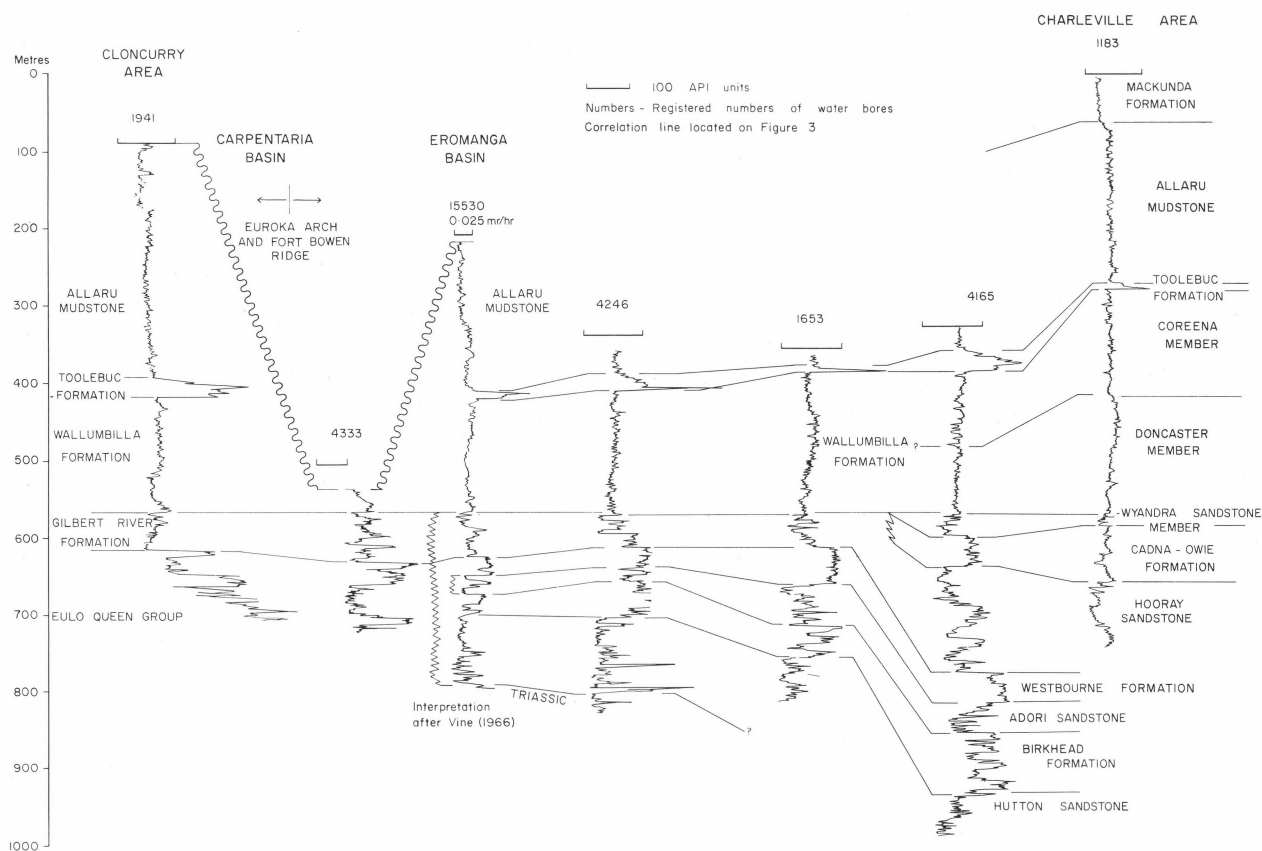 CHARLEVILLE AREA
1183
CLONCURRY
AREA
Metres
0
100
200
300
400
500
600
700
800
900
1000
1941
CARPENTARIA
BASIN
EUROKA ARCH
AND FORT BOWEN
RIDGE
EROMANGA
BASIN
15530
0·025 mr/hr
100 API units
Numbers - Registered numbers of water bores
Correlation line located on Figure 3
MACKUNDA
FORMATION
ALLARU
MUDSTONE
TOOLEBUC
FORMATION
COREENA
MEMBER
DONCASTER
MEMBER
WYANDRA SANDSTONE
MEMBER
CADNA - OWIE
FORMATION
HOORAY
SANDSTONE
WESTBOURNE FORMATION
ADORI SANDSTONE
BIRKHEAD
FORMATION
HUTTON SANDSTONE
ALLARU
MUDSTONE
TOOLEBUC
FORMATION
WALLUMBILLA
FORMATION
GILBERT RIVER
FORMATION
EULO QUEEN GROUP
4333
ALLARU
MUDSTONE
4246
1653
4165
WALLUMBILLA ?
FORMATION
TRIASSIC
?
Interpretation
after Vine (1966)